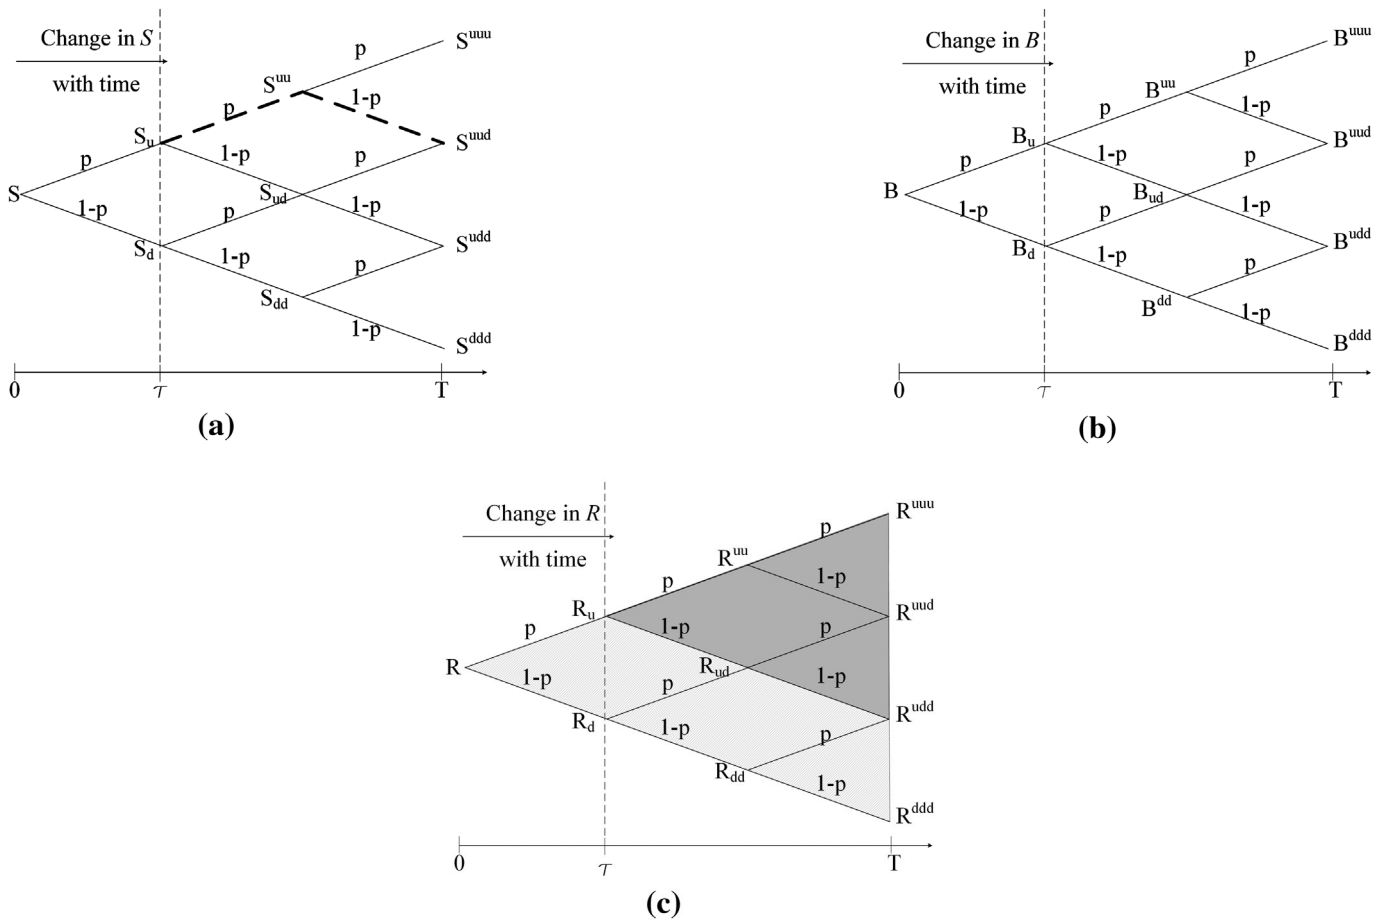 Change in S
with time
S
p
1-p
S_u
S_d
p
1-p
p
1-p
S^uu
S_ud
S_dd
p
1-p
p
1-p
p
1-p
S^uuu
S^uud
S^udd
S^ddd
0
τ
T
(a)
Change in B
with time
B
p
1-p
B_u
B_d
p
1-p
p
1-p
B^uu
B_ud
B^dd
p
1-p
p
1-p
p
1-p
B^uuu
B^uud
B^udd
B^ddd
0
τ
T
(b)
Change in R
with time
R
p
1-p
R_u
R_d
p
1-p
p
1-p
R^uu
R_ud
R_dd
p
1-p
p
1-p
p
1-p
R^uuu
R^uud
R^udd
R^ddd
0
τ
T
(c)